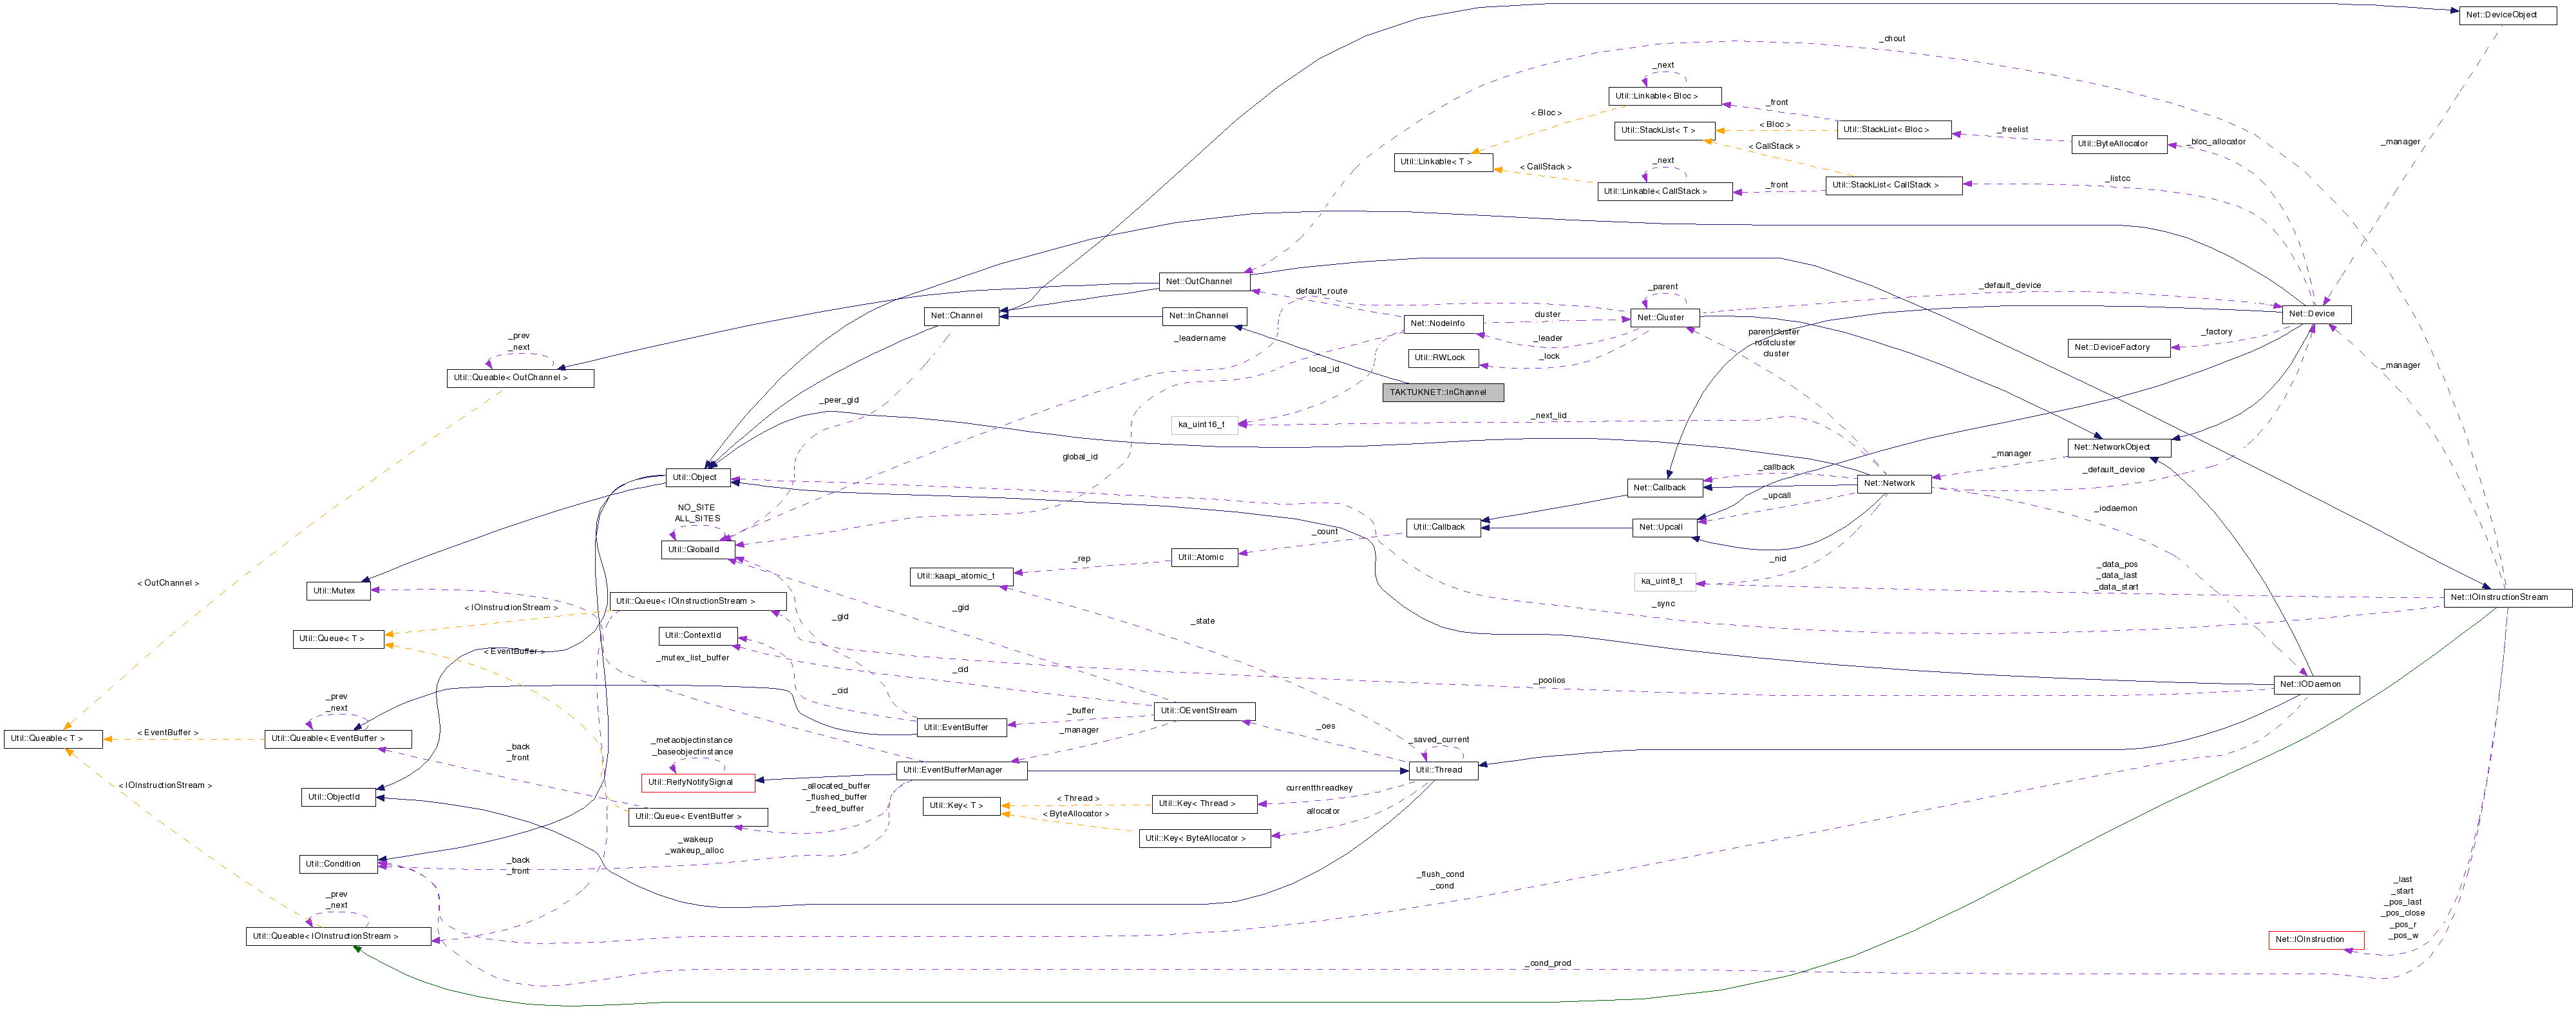 Net::DeviceObject
_chout
_next
Util::Linkable< Bloc >
_front
< Bloc >
Util::StackList< T >
< Bloc >
Util::StackList< Bloc >
_freelist
Util::ByteAllocator
_bloc_allocator
_manager
< CallStack >
Util::Linkable< T >
< CallStack >
_next
Util::Linkable< CallStack >
_front
Util::StackList< CallStack >
_listcc
Net::OutChannel
default_route
_parent
_default_device
Net::Channel
Net::InChannel
Net::NodeInfo
cluster
Net::Cluster
Net::Device
_leadername
_leader
parentcluster
rootcluster
cluster
_factory
Net::DeviceFactory
_prev
_next
Util::Queable< OutChannel >
Util::RWLock
_lock
local_id
_manager
TAKTUKNET::InChannel
_peer_gid
ka_uint16_t
_next_lid
global_id
Net::NetworkObject
_manager
_callback
_default_device
Util::Object
Net::Callback
Net::Network
_upcall
NO_SITE
ALL_SITES
_iodaemon
Util::Callback
Net::Upcall
_count
Util::GlobalId
Util::Atomic
_rep
_nid
< OutChannel >
Util::Mutex
Util::kaapi_atomic_t
ka_uint8_t
_data_pos
_data_last
_data_start
Net::IOInstructionStream
Util::Queue< IOInstructionStream >
< IOInstructionStream >
_gid
_gid
_sync
_state
Util::Queue< T >
Util::ContextId
< EventBuffer >
_mutex_list_buffer
_cid
_cid
_poolios
Net::IODaemon
_prev
_next
_buffer
Util::OEventStream
_oes
Util::EventBuffer
_manager
Util::Queable< T >
< EventBuffer >
Util::Queable< EventBuffer >
_back
_front
_metaobjectinstance
_baseobjectinstance
_saved_current
Util::ReifyNotifySignal
Util::EventBufferManager
Util::Thread
< IOInstructionStream >
Util::ObjectId
_allocated_buffer
_flushed_buffer
_freed_buffer
currentthreadkey
< Thread >
Util::Key< T >
Util::Key< Thread >
< ByteAllocator >
allocator
Util::Queue< EventBuffer >
Util::Key< ByteAllocator >
_wakeup
_wakeup_alloc
Util::Condition
_back
_front
_flush_cond
_cond
_prev
_next
Util::Queable< IOInstructionStream >
_last
_start
_pos_last
_pos_close
_pos_r
_pos_w
Net::IOInstruction
_cond_prod